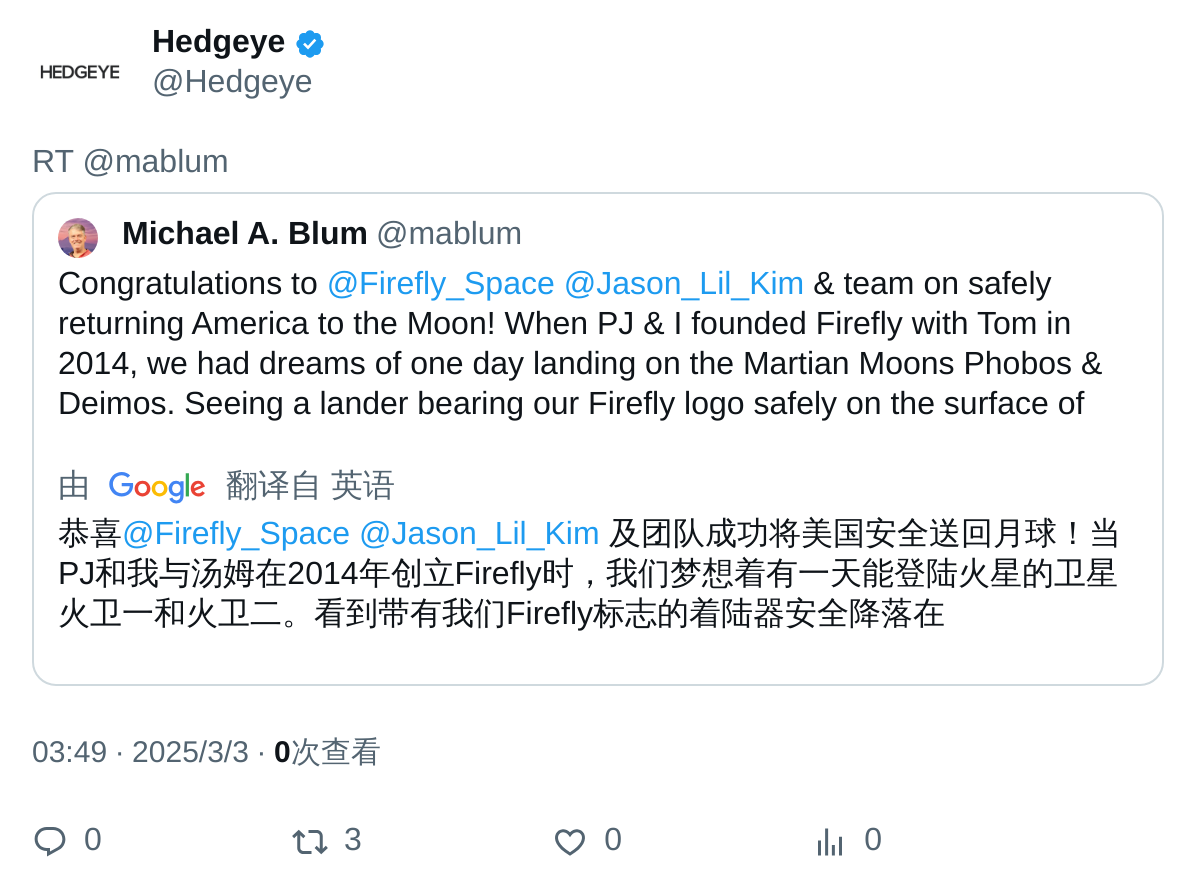 HEDGEYE
Hedgeye
@Hedgeye
RT @mablum
Michael A. Blum @mablum
Congratulations to @Firefly_Space @Jason_Lil_Kim & team on safely
returning America to the Moon! When PJ & I founded Firefly with Tom in
2014, we had dreams of one day landing on the Martian Moons Phobos &
Deimos. Seeing a lander bearing our Firefly logo safely on the surface of
由 Google 翻译自 英语
恭喜@Firefly_Space @Jason_Lil_Kim 及团队成功将美国安全送回月球！当
PJ和我与汤姆在2014年创立Firefly时，我们梦想着有一天能登陆火星的卫星
火卫一和火卫二。看到带有我们Firefly标志的着陆器安全降落在
03:49 · 2025/3/3 · 0次查看
0 3 0 0